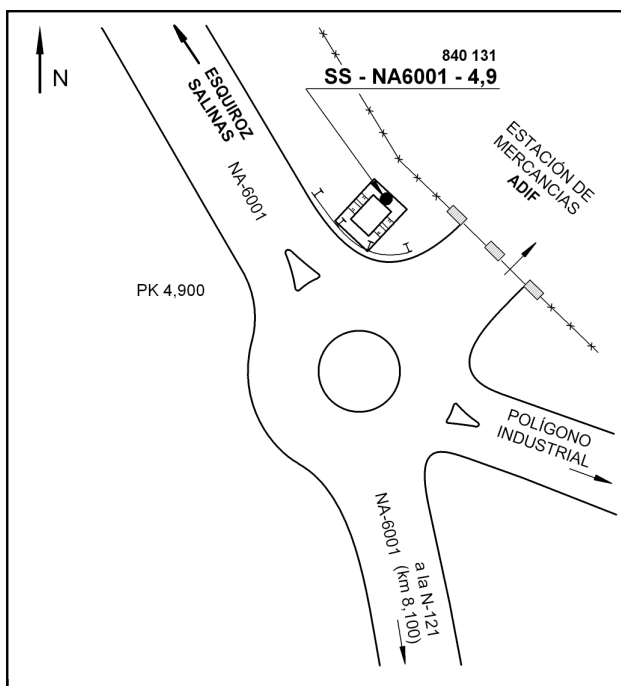 840 131
SS - NA6001 - 4,9
N
ESQUIROZ
SALINAS
NA-6001
ESTACIÓN DE
MERCANCIAS
ADIF
PK 4,900
POLÍGONO
INDUSTRIAL
NA-6001
a la N-121
(km 8,100)